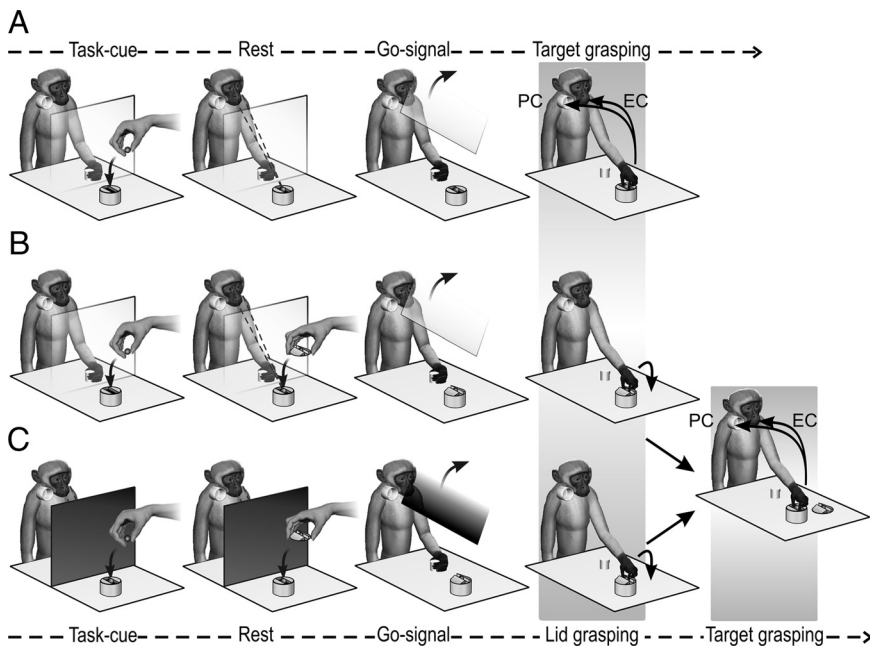 A
Task-cue Rest Go-signal Target grasping
PC EC
B
PC EC
C
Task-cue Rest Go-signal Lid grasping Target grasping